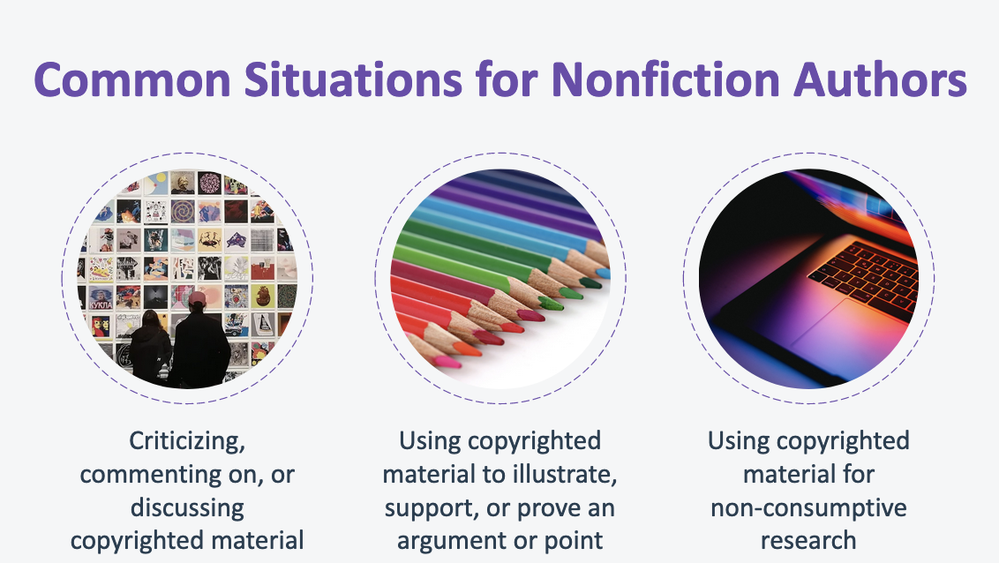 Common Situations for Nonfiction Authors
КУКЛА
Criticizing,
commenting on, or
discussing
copyrighted material
Using copyrighted
material to illustrate,
support, or prove an
argument or point
Using copyrighted
material for
non-consumptive
research